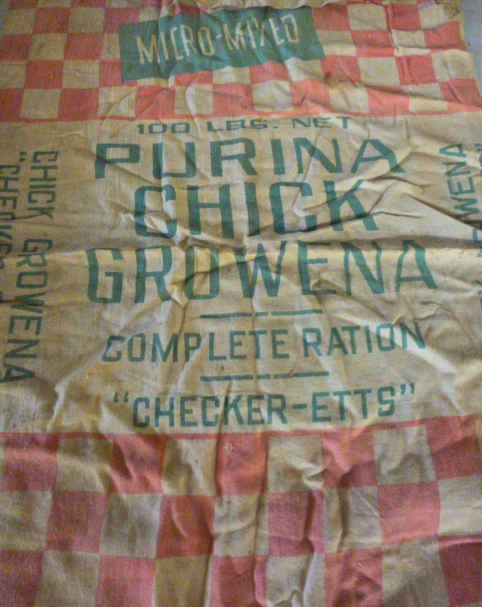 MICRO-MIXED
100 LBS. NET
PURINA
CHICK
GROWENA
COMPLETE RATION
"CHECKER-ETTS"
CHICK GROWENA